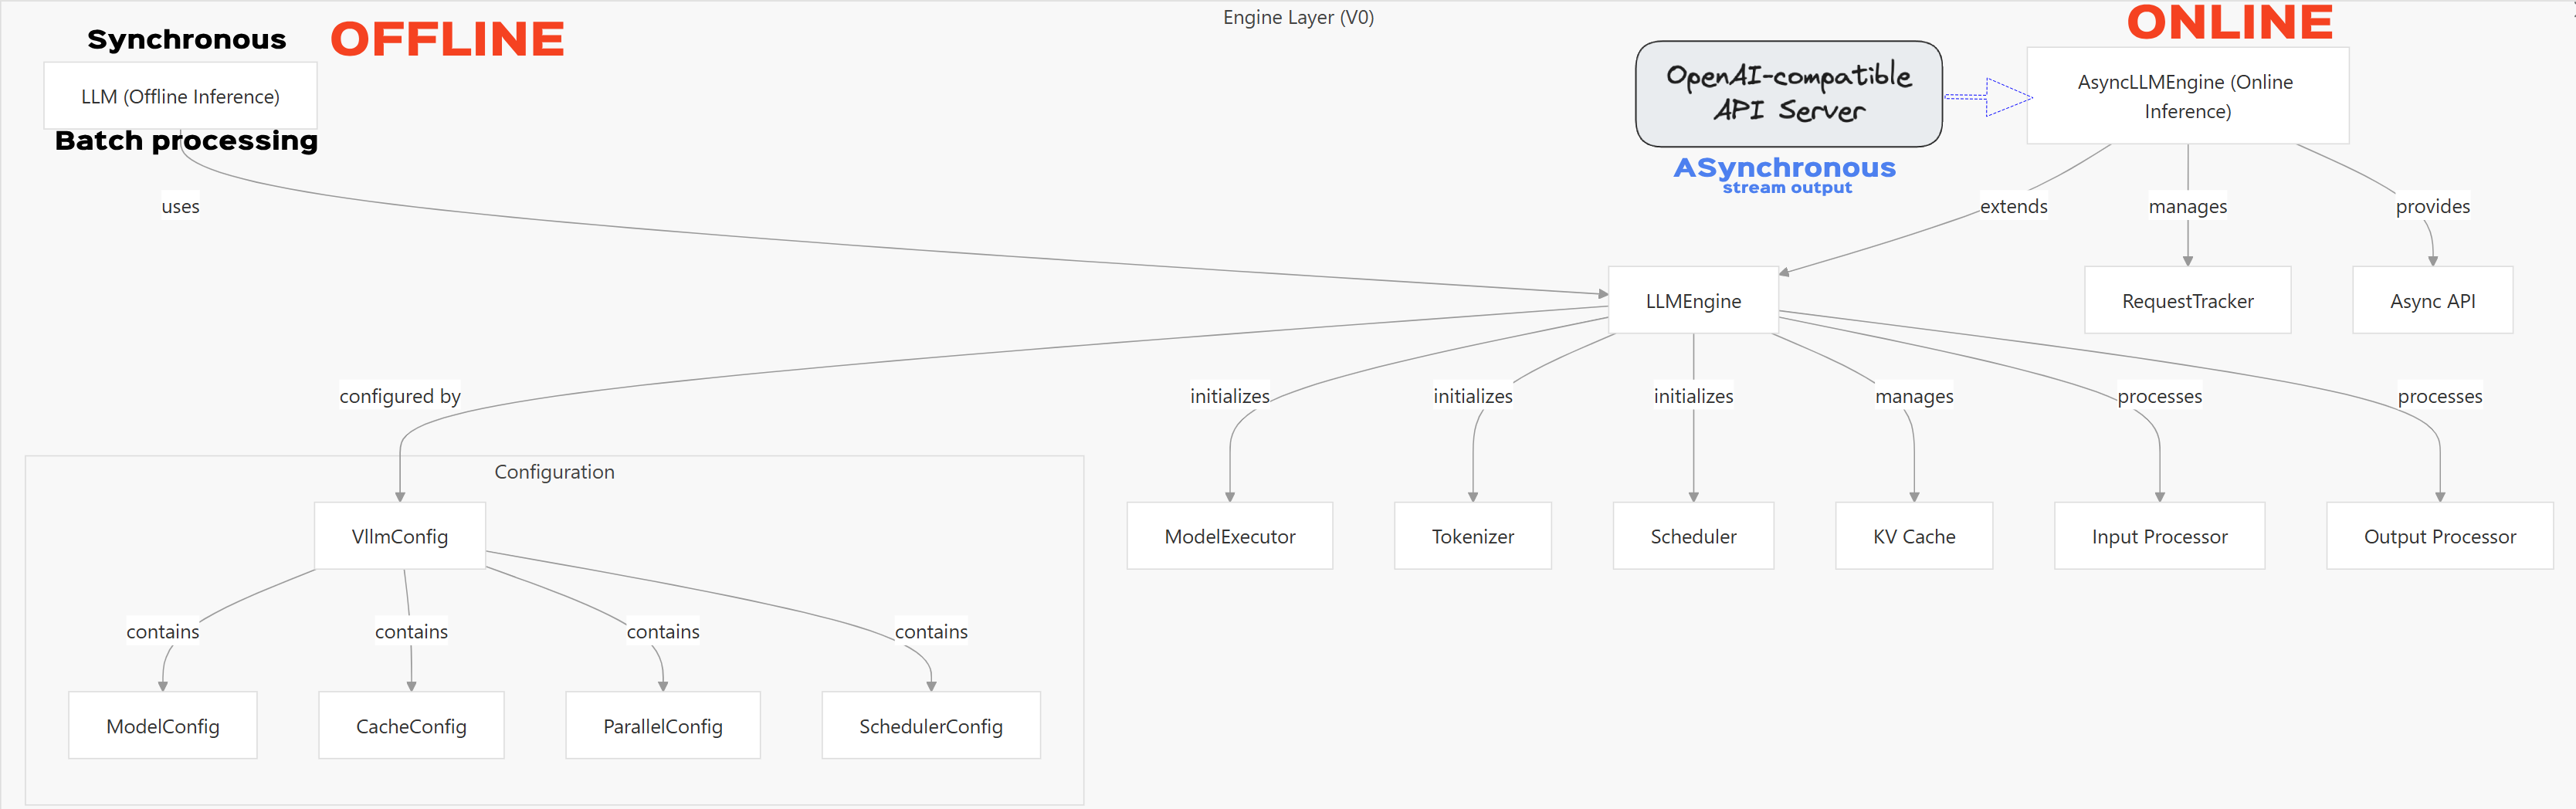 Engine Layer (V0)
Synchronous
OFFLINE
ONLINE
LLM (Offline Inference)
Batch processing
OpenAI-compatible
API Server
ASynchronous
stream output
AsyncLLMEngine (Online
Inference)
uses
extends
manages
provides
LLMEngine
RequestTracker
Async API
configured by
initializes
initializes
initializes
manages
processes
processes
Configuration
VllmConfig
ModelExecutor
Tokenizer
Scheduler
KV Cache
Input Processor
Output Processor
contains
contains
contains
contains
ModelConfig
CacheConfig
ParallelConfig
SchedulerConfig